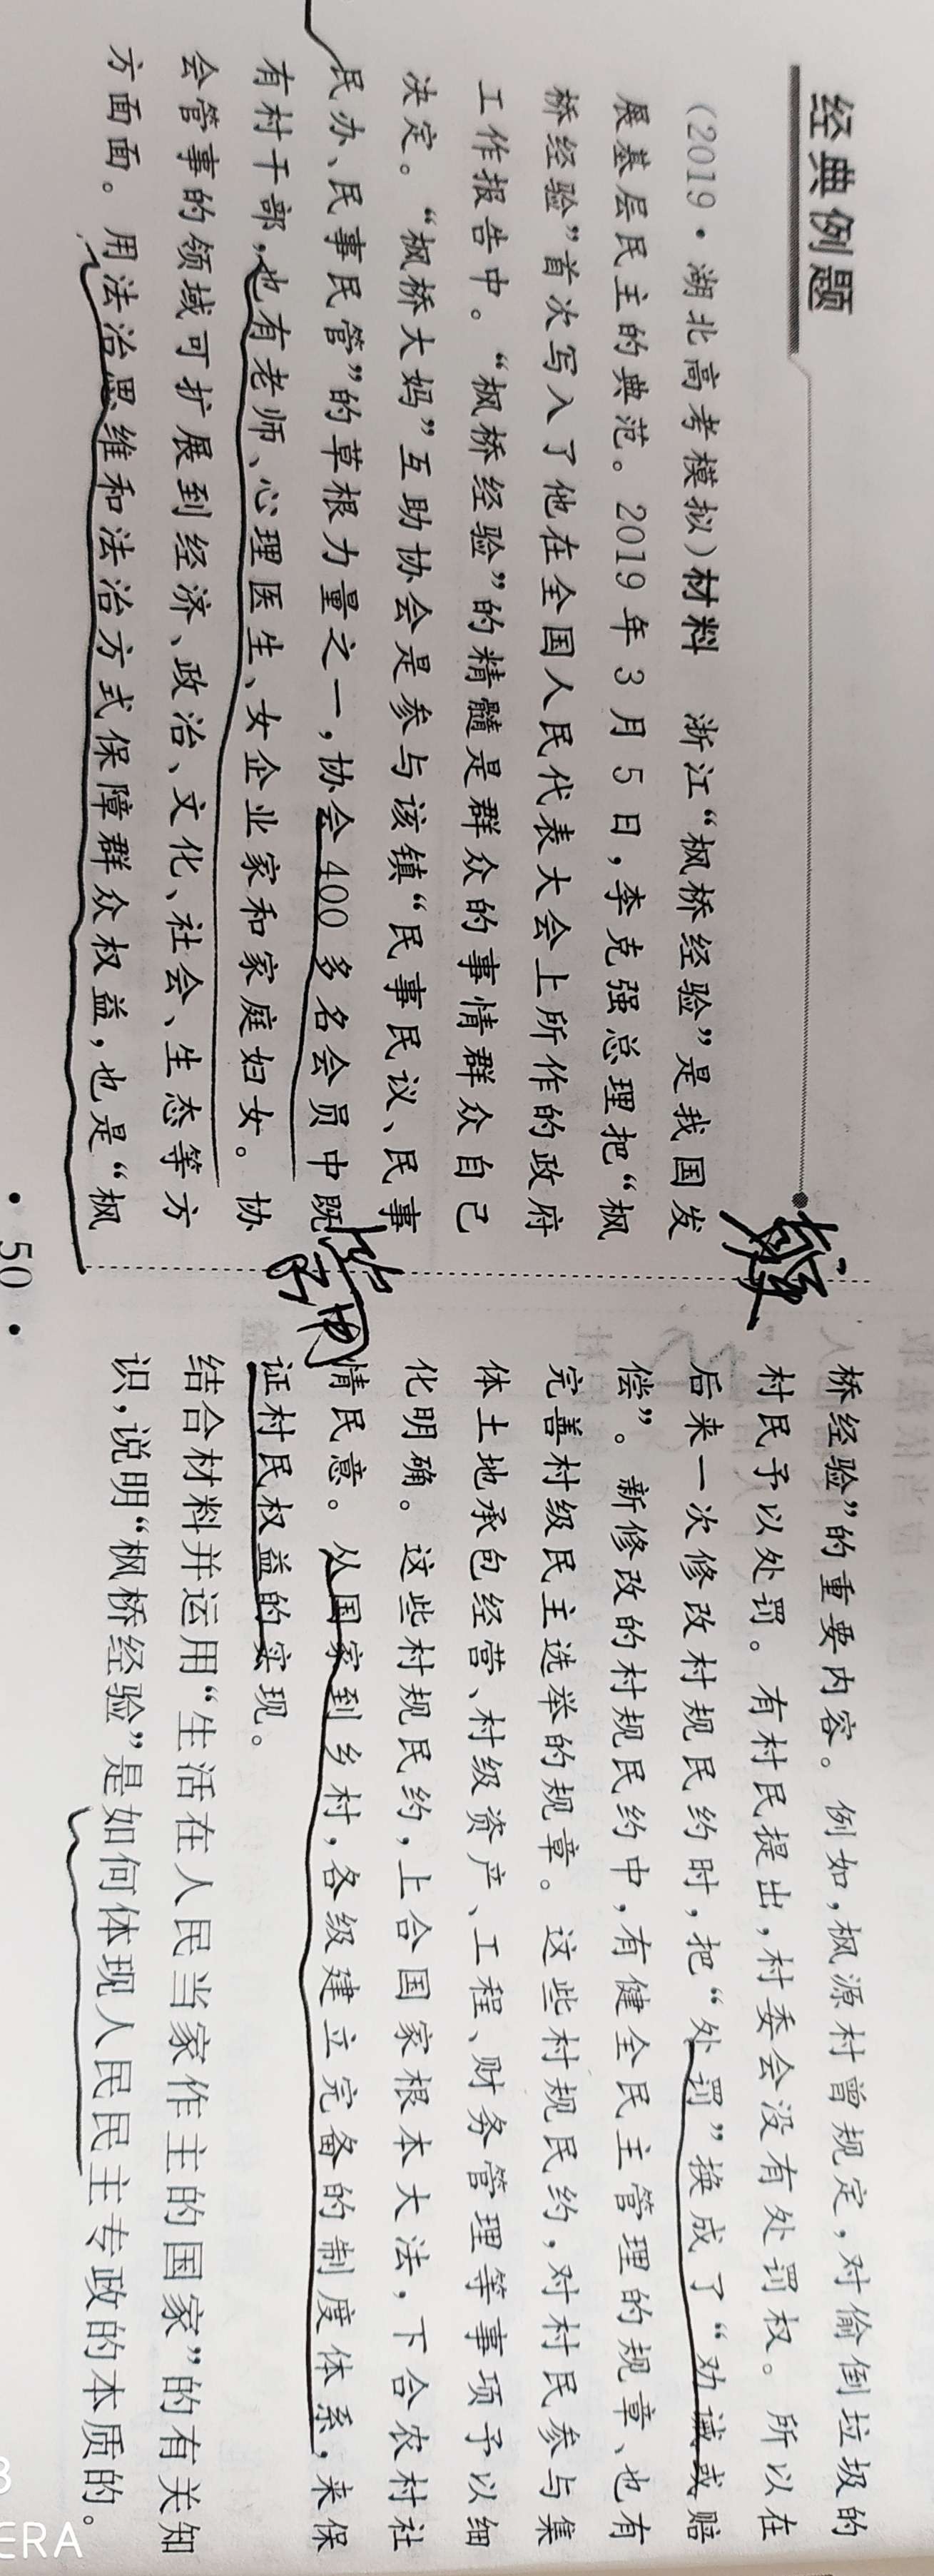 经典例题
(2019·湖北高考模拟)材料 浙江“枫桥经验”是我国发
展基层民主的典范。2019年3月5日,李克强总理把“枫
桥经验”首次写入了他在全国人民代表大会上所作的政府
工作报告中。“枫桥经验”的精髓是群众的事情群众自己
决定。“枫桥大妈”互助协会是参与该镇“民事民议、民事
民办、民事民管”的草根力量之一,协会400多名会员中既
有村干部,也有老师、心理医生、女企业家和家庭妇女。协
会管事的领域可扩展到经济、政治、文化、社会、生态等方
方面面。用法治思维和法治方式保障群众权益,也是“枫
·50·
桥经验”的重要内容。例如,枫源村曾规定,对偷倒垃圾的
村民予以处罚。有村民提出,村委会没有处罚权。所以在
后来一次修改村规民约时,把“处罚”换成了“劝诫或赔
偿”。新修改的村规民约中,有健全民主管理的规章、也有
完善村级民主选举的规章。这些村规民约,对村民参与集
体土地承包经营、村级资产、工程、财务管理等事项予以细
化明确。这些村规民约,上合国家根本大法,下合农村社
情民意。从国家到乡村,各级建立完备的制度体系,来保
证村民权益的实现。
结合材料并运用“生活在人民当家作主的国家”的有关知
识,说明“枫桥经验”是如何体现人民民主专政的本质的。